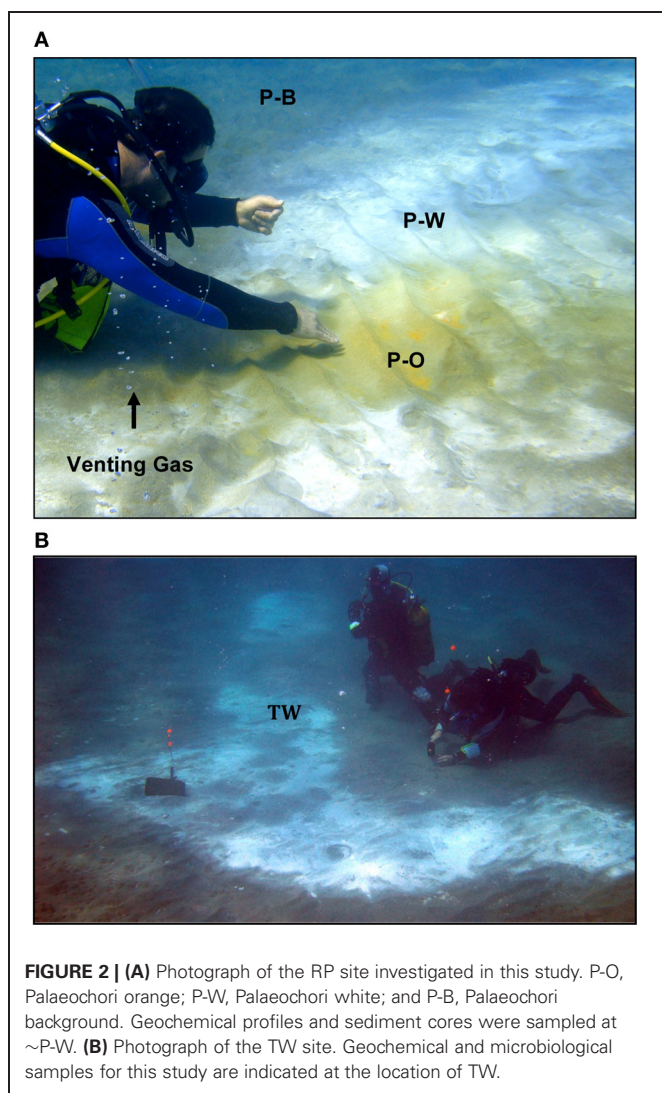 A
P-B
P-W
P-O
Venting Gas
B
TW
FIGURE 2 | (A) Photograph of the RP site investigated in this study. P-O,
Palaeochori orange; P-W, Palaeochori white; and P-B, Palaeochori
background. Geochemical profiles and sediment cores were sampled at
~P-W. (B) Photograph of the TW site. Geochemical and microbiological
samples for this study are indicated at the location of TW.